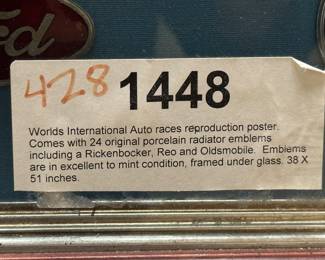 Ford
428 1448
Worlds International Auto races reproduction poster.
Comes with 24 original porcelain radiator emblems
including a Rickenbocker, Reo and Oldsmobile. Emblems
are in excellent to mint condition, framed under glass. 38 X
51 inches.